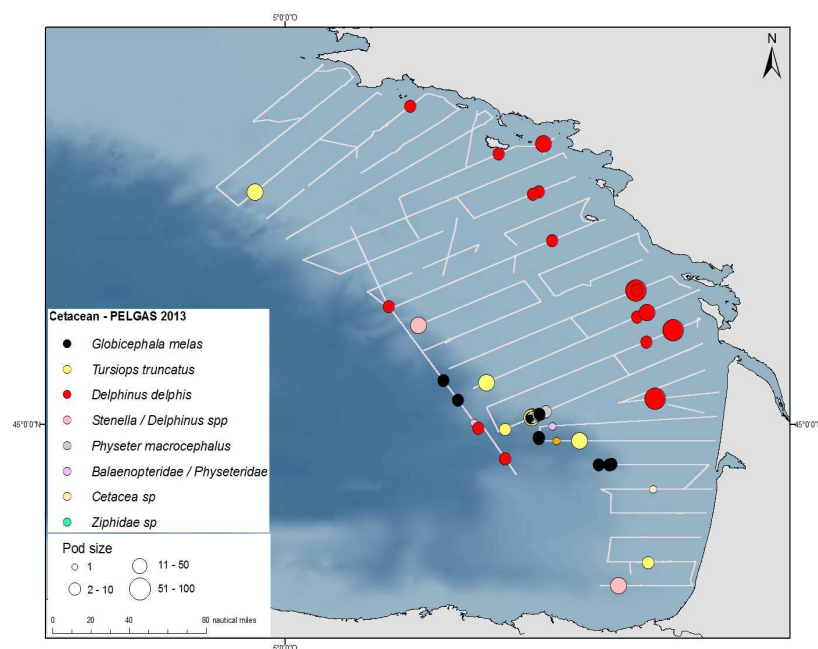 5°0'0"O
N
Cetacean - PELGAS 2013
Globicephala melas
Tursiops truncatus
Delphinus delphis
Stenella / Delphinus spp
Physeter macrocephalus
Balaenopteridae / Physeteridae
Cetacea sp
Ziphidae sp
45°0'0"N
45°0'0"N
Pod size
1
11 - 50
2 - 10
51 - 100
0 20 40 80 nautical miles
5°0'0"O